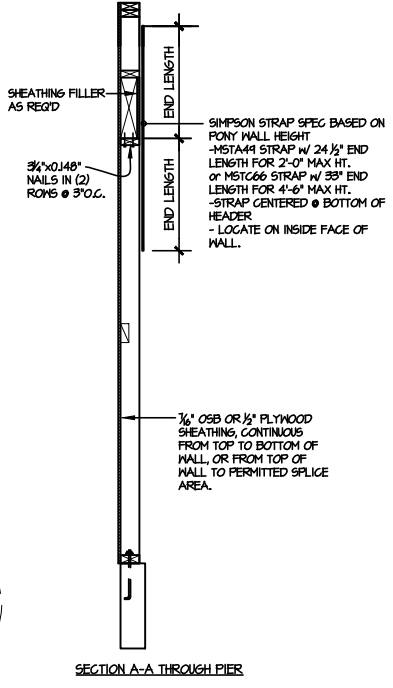 END LENGTH
SHEATHING FILLER
AS REQ'D
SIMPSON STRAP SPEC BASED ON
PONY WALL HEIGHT
-MSTA49 STRAP W/ 24 1/2" END
LENGTH FOR 2'-0" MAX HT.
or MSTC66 STRAP W/ 33" END
LENGTH FOR 4'-6" MAX HT.
-STRAP CENTERED @ BOTTOM OF
HEADER
- LOCATE ON INSIDE FACE OF
WALL.
3 1/4"x0.148"
NAILS IN (2)
ROWS @ 3"O.C.
END LENGTH
7/16" OSB OR 1/2" PLYWOOD
SHEATHING, CONTINUOUS
FROM TOP TO BOTTOM OF
WALL, OR FROM TOP OF
WALL TO PERMITTED SPLICE
AREA.
SECTION A-A THROUGH PIER